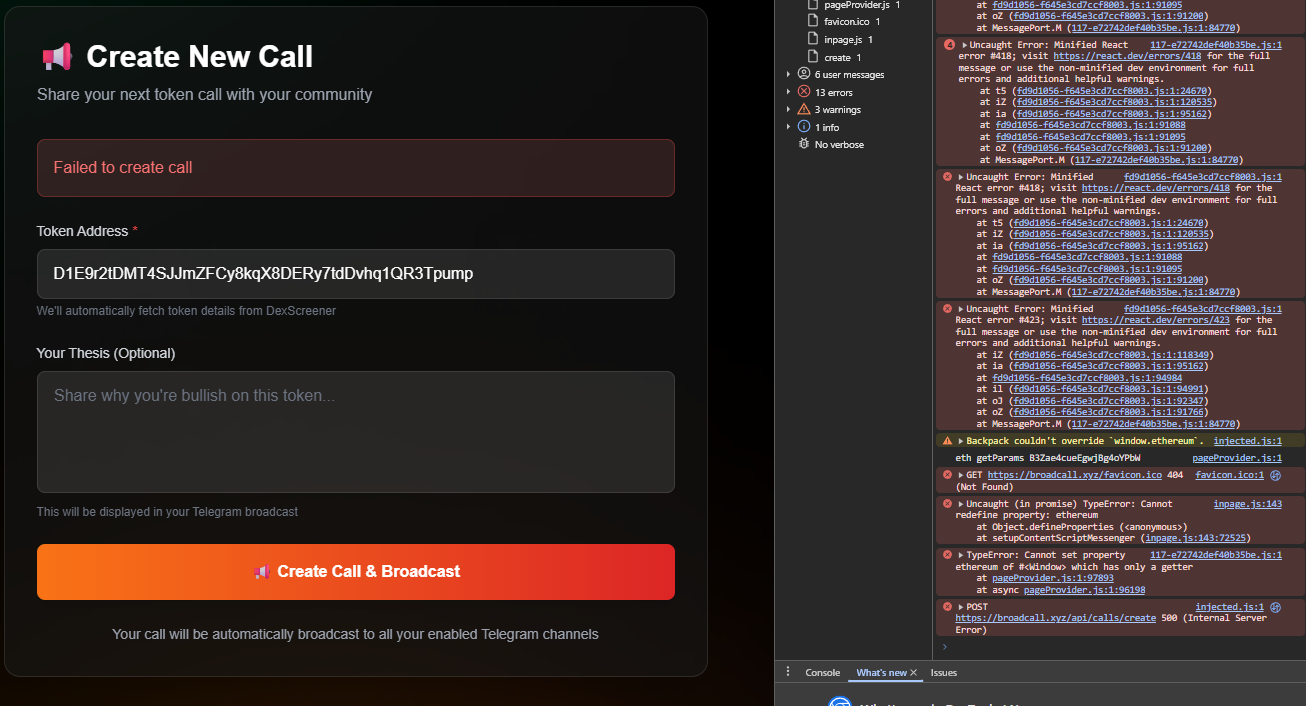 Create New Call
Share your next token call with your community
Failed to create call
Token Address *
D1E9r2tDMT4SJJmZFCy8kqX8DERy7tdDvhq1QR3Tpump
We'll automatically fetch token details from DexScreener
Your Thesis (Optional)
Share why you're bullish on this token...
This will be displayed in your Telegram broadcast
Create Call & Broadcast
Your call will be automatically broadcast to all your enabled Telegram channels
pageProvider.js 1
favicon.ico 1
inpage.js 1
create 1
6 user messages
13 errors
3 warnings
1 info
No verbose
at fd9d1056-f645e3cd7ccf8003.js:1:91095
at oZ (fd9d1056-f645e3cd7ccf8003.js:1:91200)
at MessagePort.M (117-e72742def40b35be.js:1:84770)
4 Uncaught Error: Minified React 117-e72742def40b35be.js:1
error #418; visit https://react.dev/errors/418 for the full
message or use the non-minified dev environment for full
errors and additional helpful warnings.
at t5 (fd9d1056-f645e3cd7ccf8003.js:1:24670)
at iZ (fd9d1056-f645e3cd7ccf8003.js:1:120535)
at ia (fd9d1056-f645e3cd7ccf8003.js:1:95162)
at fd9d1056-f645e3cd7ccf8003.js:1:91088
at fd9d1056-f645e3cd7ccf8003.js:1:91095
at oZ (fd9d1056-f645e3cd7ccf8003.js:1:91200)
at MessagePort.M (117-e72742def40b35be.js:1:84770)
Uncaught Error: Minified fd9d1056-f645e3cd7ccf8003.js:1
React error #418; visit https://react.dev/errors/418 for the
full message or use the non-minified dev environment for full
errors and additional helpful warnings.
at t5 (fd9d1056-f645e3cd7ccf8003.js:1:24670)
at iZ (fd9d1056-f645e3cd7ccf8003.js:1:120535)
at ia (fd9d1056-f645e3cd7ccf8003.js:1:95162)
at fd9d1056-f645e3cd7ccf8003.js:1:91088
at fd9d1056-f645e3cd7ccf8003.js:1:91095
at oZ (fd9d1056-f645e3cd7ccf8003.js:1:91200)
at MessagePort.M (117-e72742def40b35be.js:1:84770)
Uncaught Error: Minified fd9d1056-f645e3cd7ccf8003.js:1
React error #423; visit https://react.dev/errors/423 for the
full message or use the non-minified dev environment for full
errors and additional helpful warnings.
at iZ (fd9d1056-f645e3cd7ccf8003.js:1:118349)
at ia (fd9d1056-f645e3cd7ccf8003.js:1:95162)
at fd9d1056-f645e3cd7ccf8003.js:1:94984
at il (fd9d1056-f645e3cd7ccf8003.js:1:94991)
at oJ (fd9d1056-f645e3cd7ccf8003.js:1:92347)
at oZ (fd9d1056-f645e3cd7ccf8003.js:1:91766)
at MessagePort.M (117-e72742def40b35be.js:1:84770)
Backpack couldn't override `window.ethereum`. injected.js:1
eth getParams B3Zae4cueEgwjBg4oYPbW pageProvider.js:1
GET https://broadcall.xyz/favicon.ico 404 favicon.ico:1
(Not Found)
Uncaught (in promise) TypeError: Cannot inpage.js:143
redefine property: ethereum
at Object.defineProperties (<anonymous>)
at setupContentScriptMessenger (inpage.js:143:72525)
TypeError: Cannot set property 117-e72742def40b35be.js:1
ethereum of #<Window> which has only a getter
at pageProvider.js:1:97893
at async pageProvider.js:1:96198
POST injected.js:1
https://broadcall.xyz/api/calls/create 500 (Internal Server
Error)
Console What's new Issues